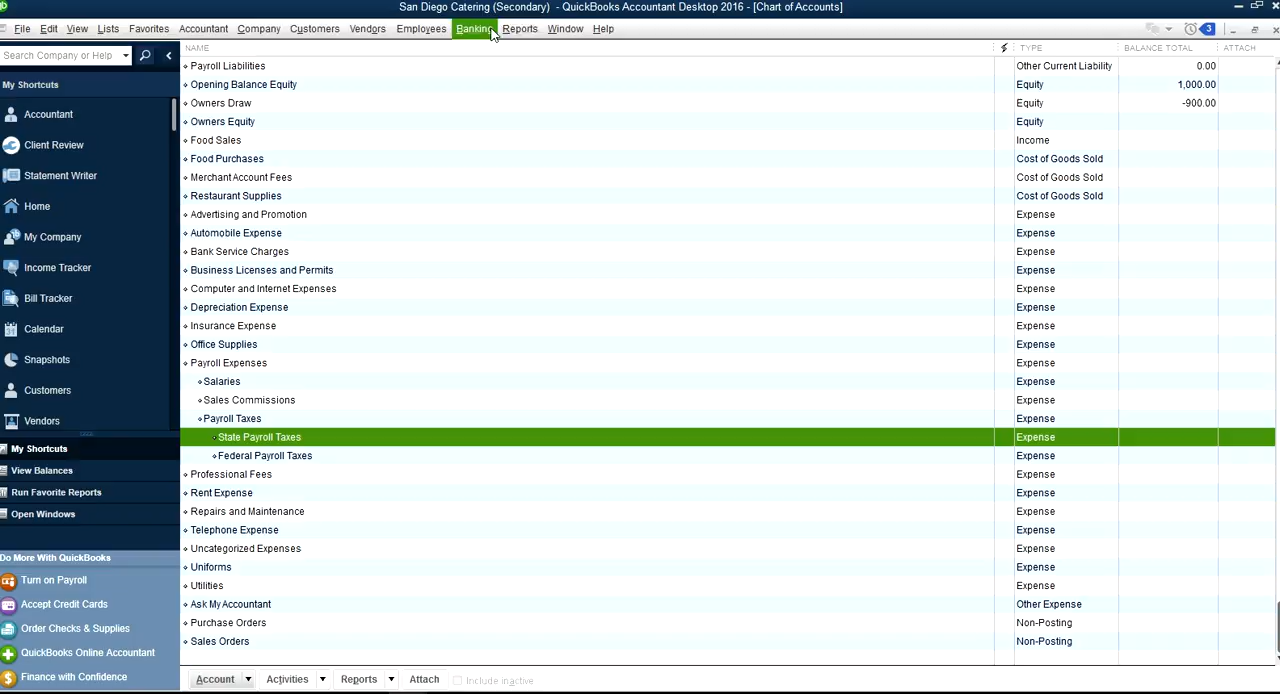 San Diego Catering (Secondary) - QuickBooks Accountant Desktop 2016 - [Chart of Accounts]
File Edit View Lists Favorites Accountant Company Customers Vendors Employees Banking Reports Window Help 3
Search Company or Help
My Shortcuts
Accountant
Client Review
Statement Writer
Home
My Company
Income Tracker
Bill Tracker
Calendar
Snapshots
Customers
Vendors
My Shortcuts
View Balances
Run Favorite Reports
Open Windows
Do More With QuickBooks
Turn on Payroll
Accept Credit Cards
Order Checks & Supplies
QuickBooks Online Accountant
Finance with Confidence
NAME TYPE BALANCE TOTAL ATTACH
Payroll Liabilities Other Current Liability 0.00
Opening Balance Equity Equity 1,000.00
Owners Draw Equity -900.00
Owners Equity Equity
Food Sales Income
Food Purchases Cost of Goods Sold
Merchant Account Fees Cost of Goods Sold
Restaurant Supplies Cost of Goods Sold
Advertising and Promotion Expense
Automobile Expense Expense
Bank Service Charges Expense
Business Licenses and Permits Expense
Computer and Internet Expenses Expense
Depreciation Expense Expense
Insurance Expense Expense
Office Supplies Expense
Payroll Expenses Expense
Salaries Expense
Sales Commissions Expense
Payroll Taxes Expense
State Payroll Taxes Expense
Federal Payroll Taxes Expense
Professional Fees Expense
Rent Expense Expense
Repairs and Maintenance Expense
Telephone Expense Expense
Uncategorized Expenses Expense
Uniforms Expense
Utilities Expense
Ask My Accountant Other Expense
Purchase Orders Non-Posting
Sales Orders Non-Posting
Account Activities Reports Attach Include inactive